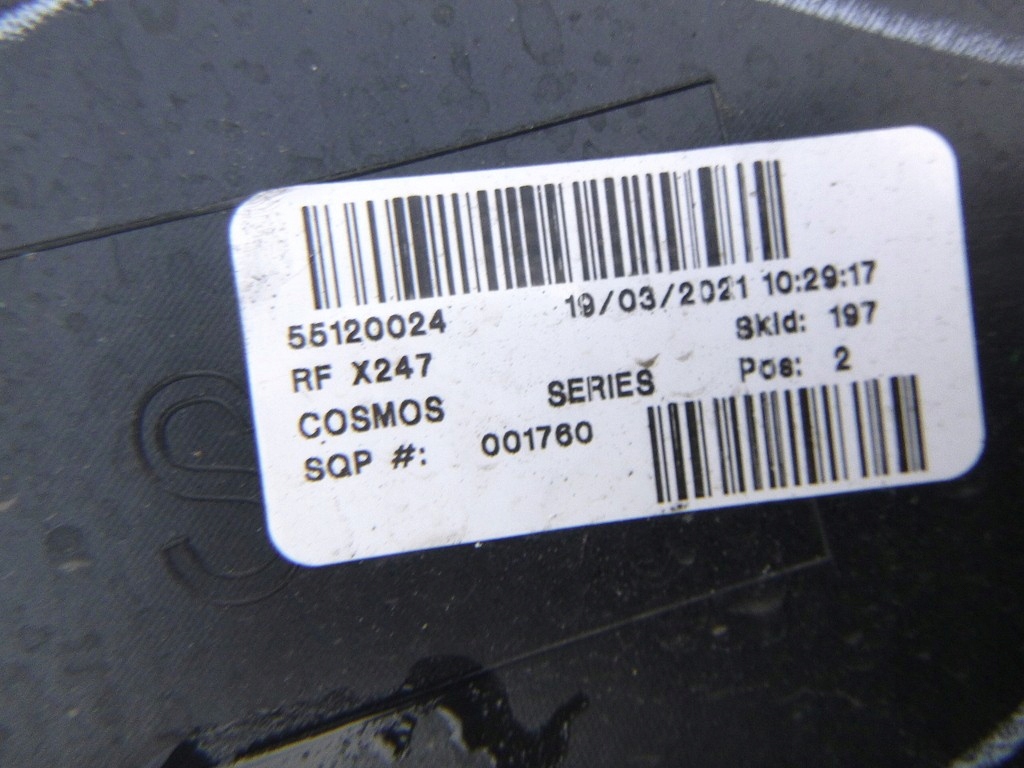 55120024 19/03/2021 10:29:17
RF X247 Skid: 197
COSMOS SERIES Pos: 2
SQP #: 001760
S